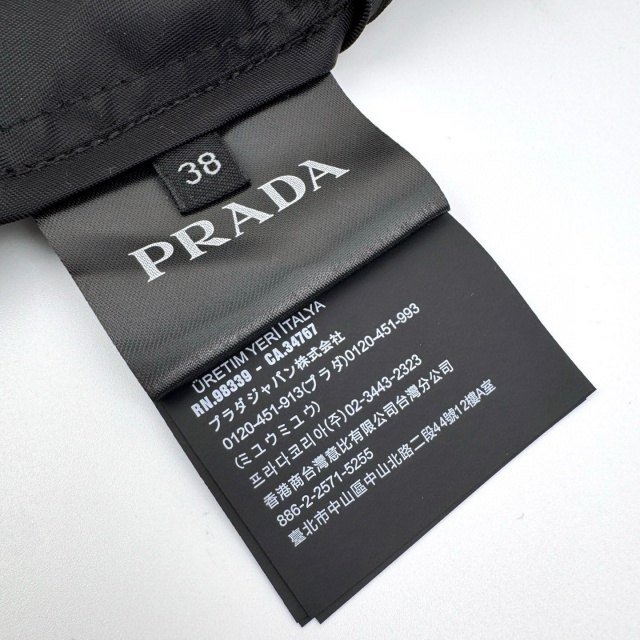 38
PRADA
ÜRETIM YERI ITALYA
RN.98339 - CA.34767
プラダジャパン株式会社
0120-451-913(プラダ)0120-451-993
(ミユウミユウ)
프라다코리아(주)02-3443-2323
香港商台灣意比有限公司台灣分公司
886-2-2571-5255
臺北市中山區中山北路二段44號12樓A室